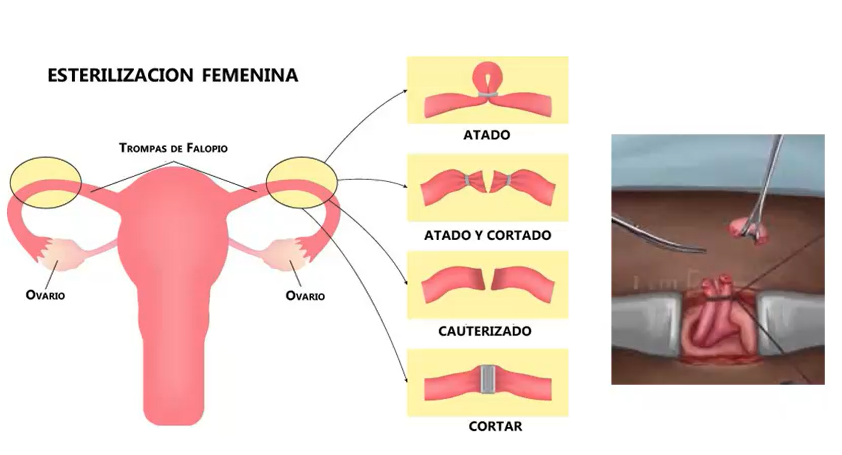 ESTERILIZACION FEMENINA
TROMPAS DE FALOPIO
OVARIO
OVARIO
ATADO
ATADO Y CORTADO
CAUTERIZADO
CORTAR